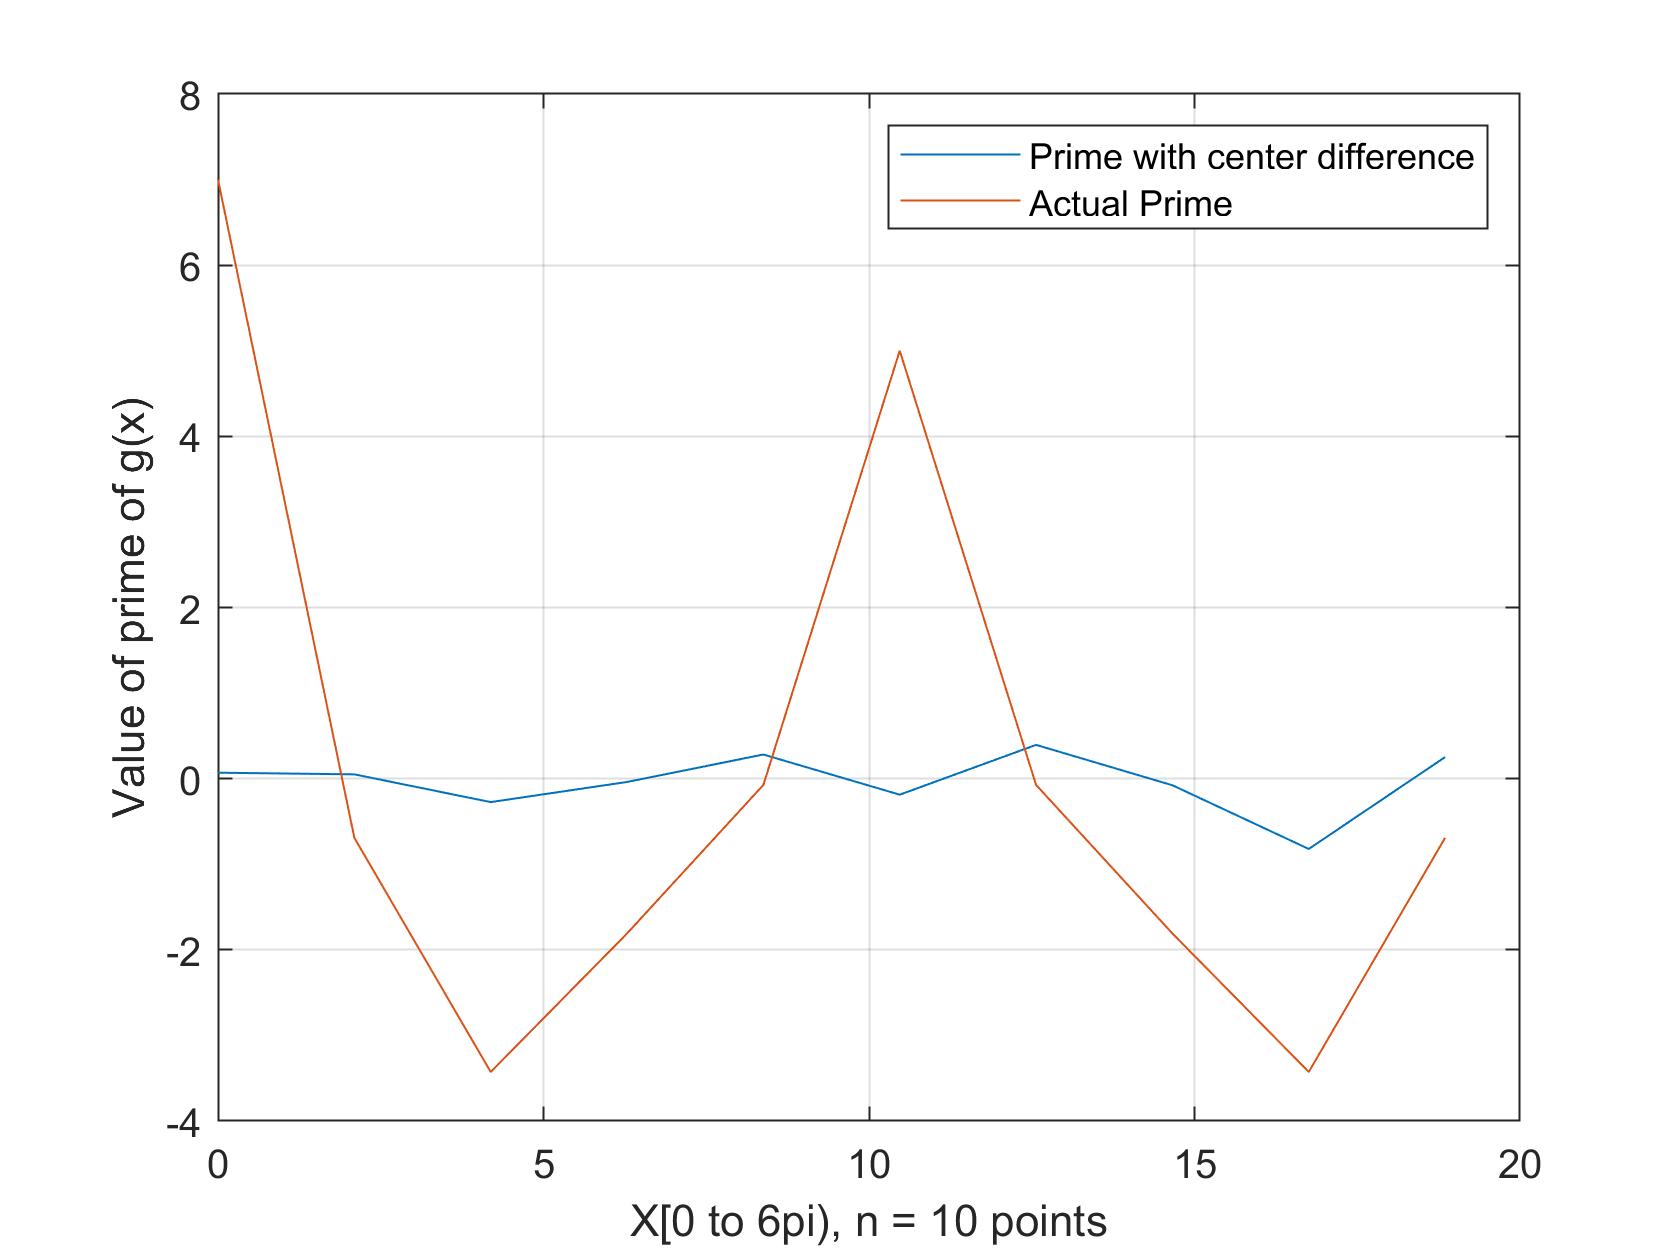 8
6
4
2
0
-2
-4
0 5 10 15 20
Value of prime of g(x)
X[0 to 6pi), n = 10 points
Prime with center difference
Actual Prime